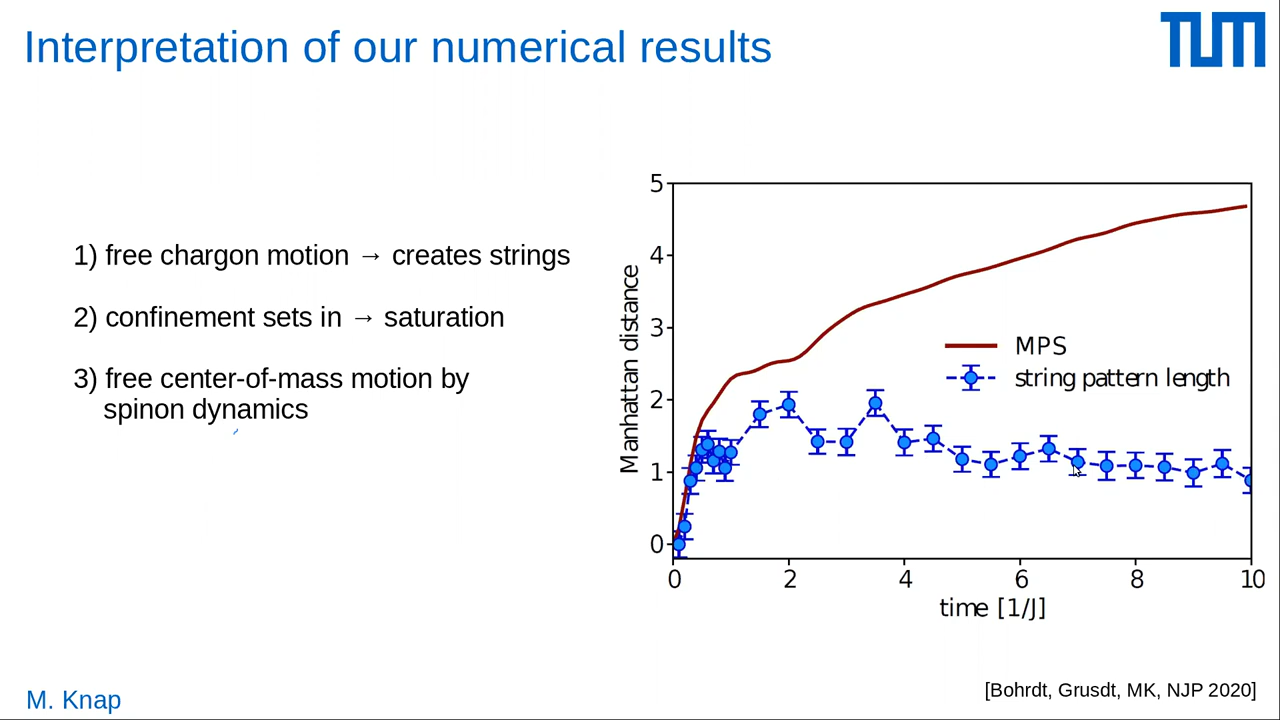 Interpretation of our numerical results
TUM
1) free chargon motion → creates strings
2) confinement sets in → saturation
3) free center-of-mass motion by
spinon dynamics
Manhattan distance
5
4
3
2
1
0
MPS
string pattern length
0 2 4 6 8 10
time [1/J]
M. Knap
[Bohrdt, Grusdt, MK, NJP 2020]